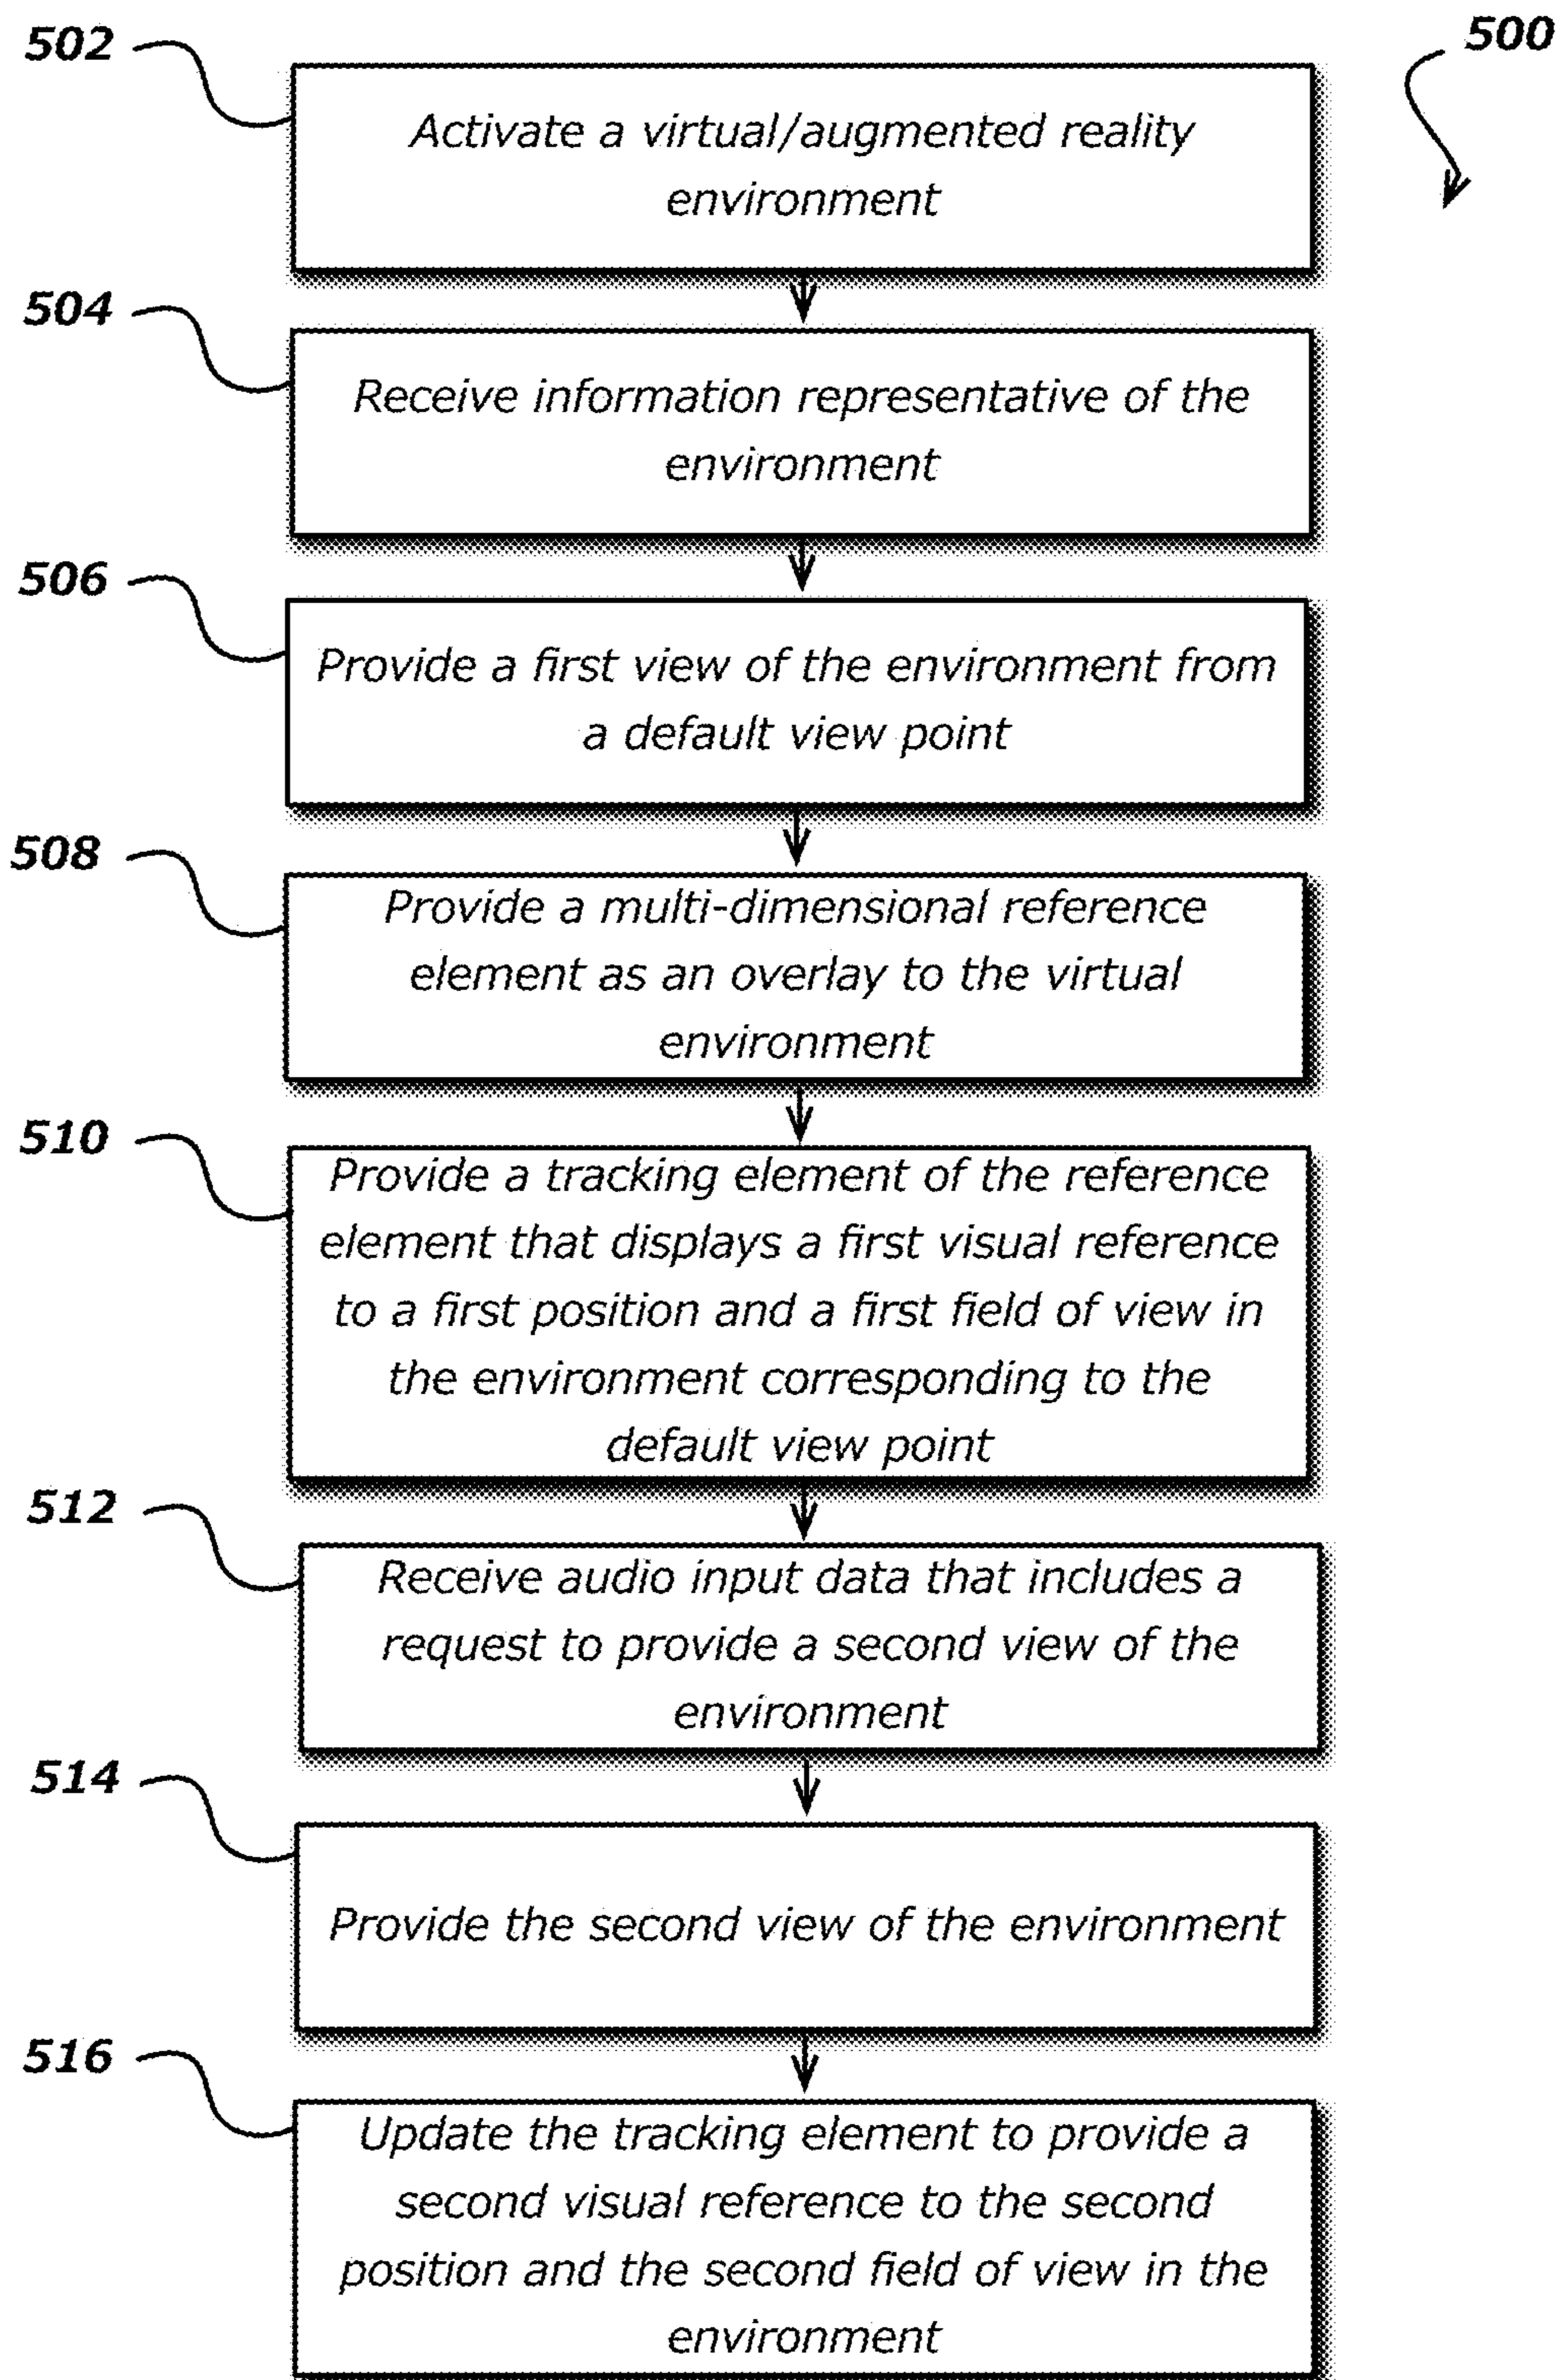 502
500
Activate a virtual/augmented reality
environment
504
Receive information representative of the
environment
506
Provide a first view of the environment from
a default view point
508
Provide a multi-dimensional reference
element as an overlay to the virtual
environment
510
Provide a tracking element of the reference
element that displays a first visual reference
to a first position and a first field of view in
the environment corresponding to the
default view point
512
Receive audio input data that includes a
request to provide a second view of the
environment
514
Provide the second view of the environment
516
Update the tracking element to provide a
second visual reference to the second
position and the second field of view in the
environment